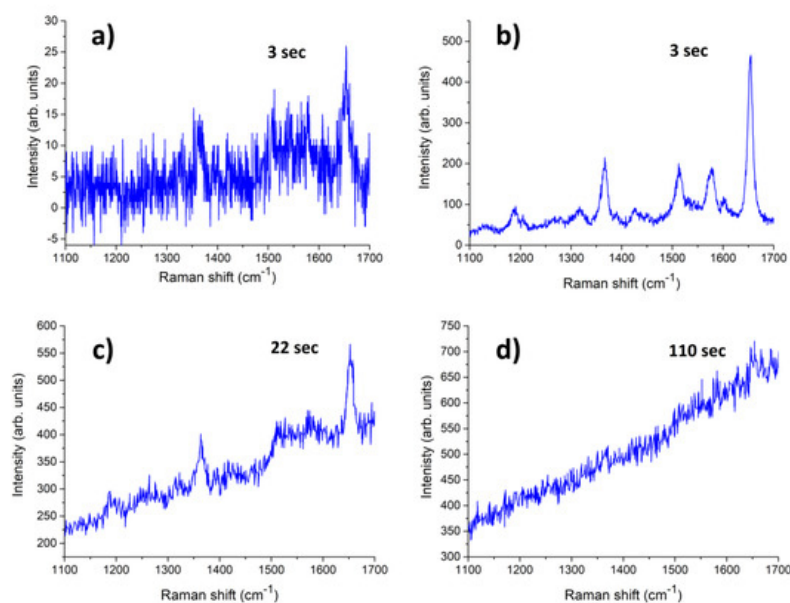 a)
3 sec
30
25
20
15
10
5
0
5
Intensity (arb. units)
1100 1200 1300 1400 1500 1600 1700
Raman shift (cm⁻¹)
b)
3 sec
500
400
300
200
100
0
Intenisty (arb. units)
1100 1200 1300 1400 1500 1600 1700
Raman shift (cm⁻¹)
c)
22 sec
600
550
500
450
400
350
300
250
200
Intensity (arb. units)
1100 1200 1300 1400 1500 1600 1700
Raman shift (cm⁻¹)
d)
110 sec
750
700
650
600
550
500
450
400
350
300
Intenisty (arb. units)
1100 1200 1300 1400 1500 1600 1700
Raman shift (cm⁻¹)